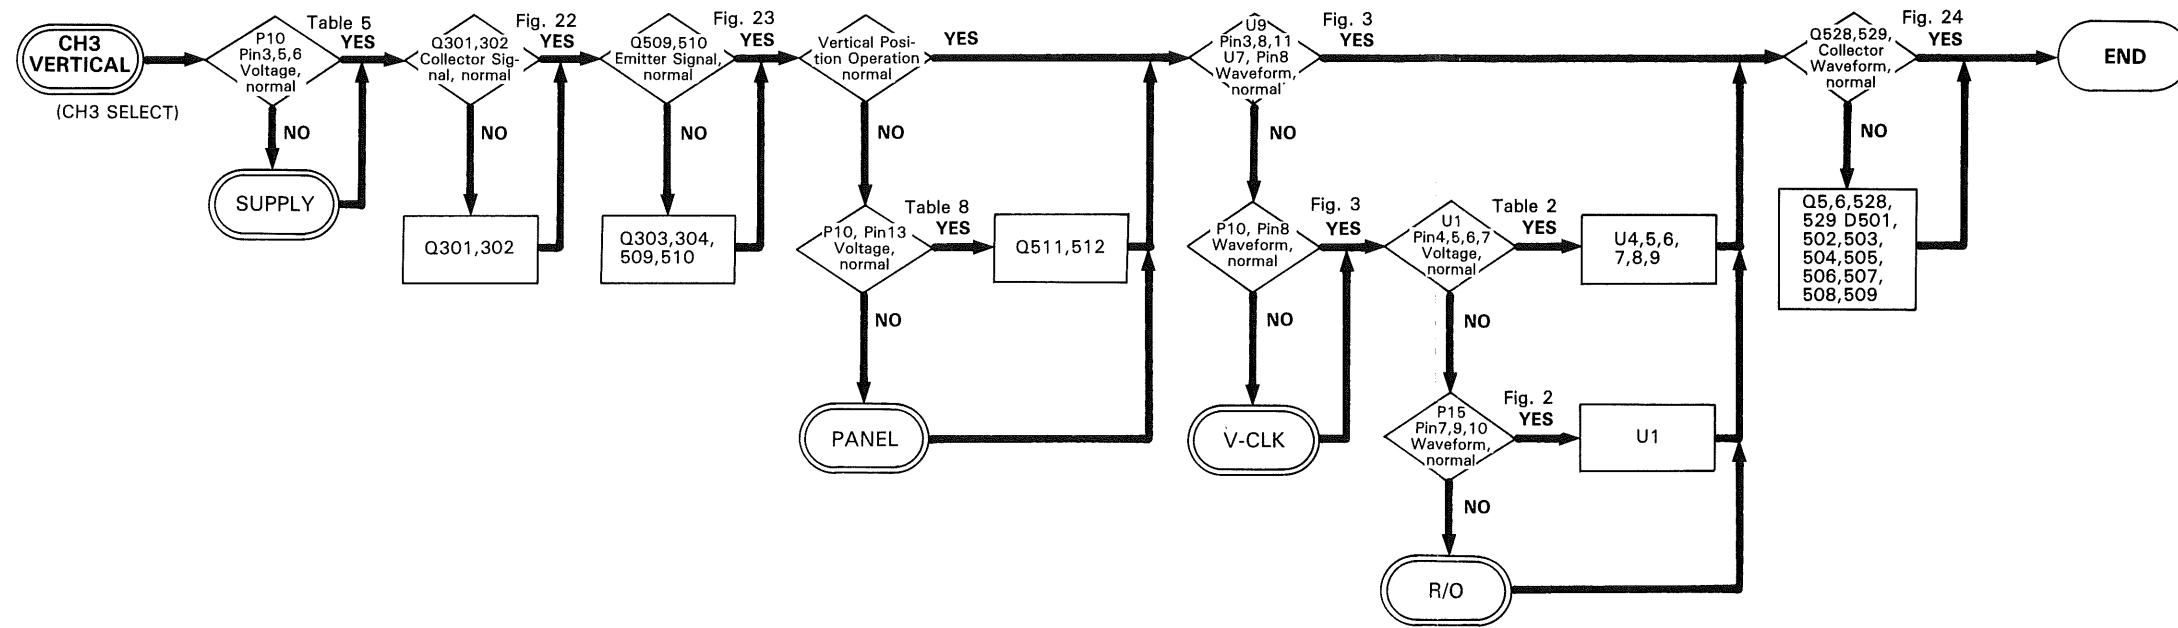 CH3
VERTICAL
(CH3 SELECT)
P10
Pin3,5,6
Voltage,
normal
Table 5
YES
NO
SUPPLY
Q301,302
Collector Sig-
nal, normal
Fig. 22
YES
NO
Q301,302
Q509,510
Emitter Signal,
normal
Fig. 23
YES
NO
Q303,304,
509,510
Vertical Posi-
tion Operation
normal
YES
NO
P10, Pin13
Voltage,
normal
Table 8
YES
Q511,512
NO
PANEL
U9
Pin3,8,11
U7, Pin8
Waveform,
normal
Fig. 3
YES
NO
P10, Pin8
Waveform,
normal
Fig. 3
YES
NO
V-CLK
U1
Pin4,5,6,7
Voltage,
normal
Table 2
YES
U4,5,6,
7,8,9
NO
P15
Pin7,9,10
Waveform,
normal
Fig. 2
YES
U1
NO
R/O
Q528,529,
Collector
Waveform,
normal
Fig. 24
YES
NO
Q5,6,528,
529 D501,
502,503,
504,505,
506,507,
508,509
END